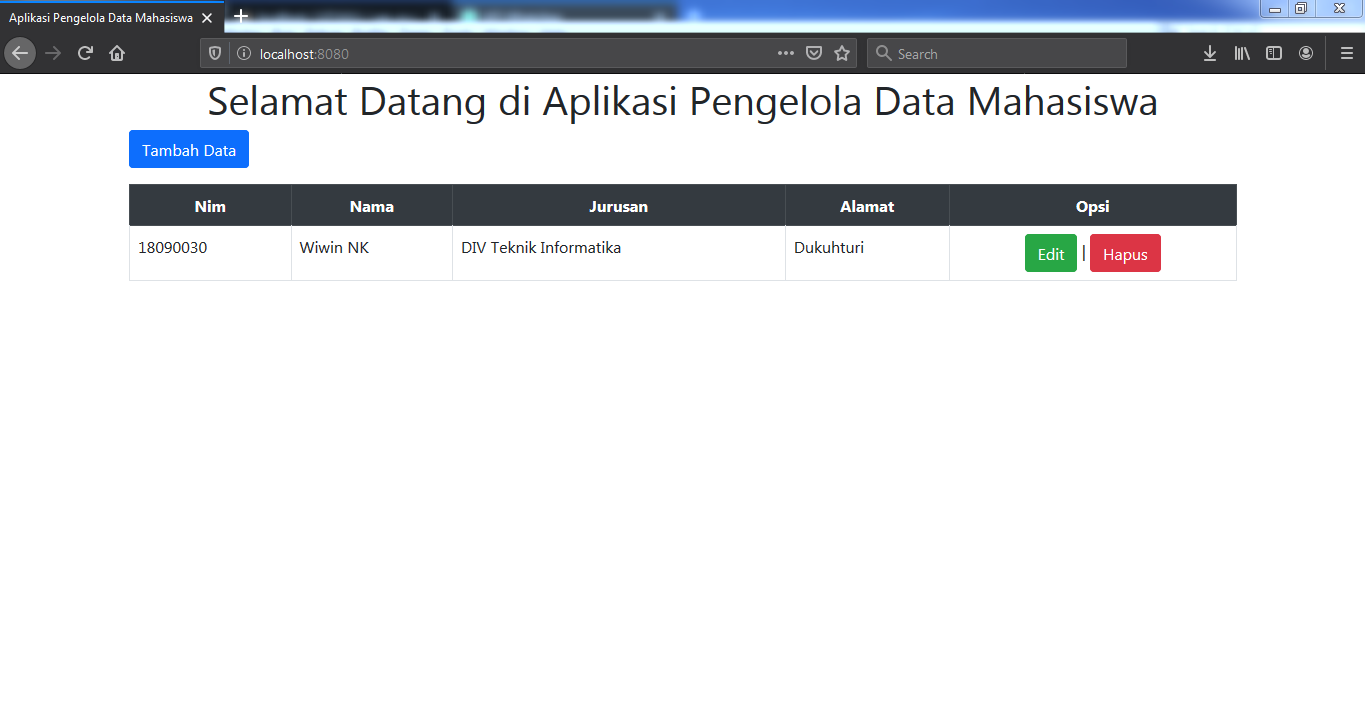 Aplikasi Pengelola Data Mahasiswa
localhost:8080
Search
Selamat Datang di Aplikasi Pengelola Data Mahasiswa
Tambah Data
Nim Nama Jurusan Alamat Opsi
18090030 Wiwin NK DIV Teknik Informatika Dukuhturi Edit | Hapus